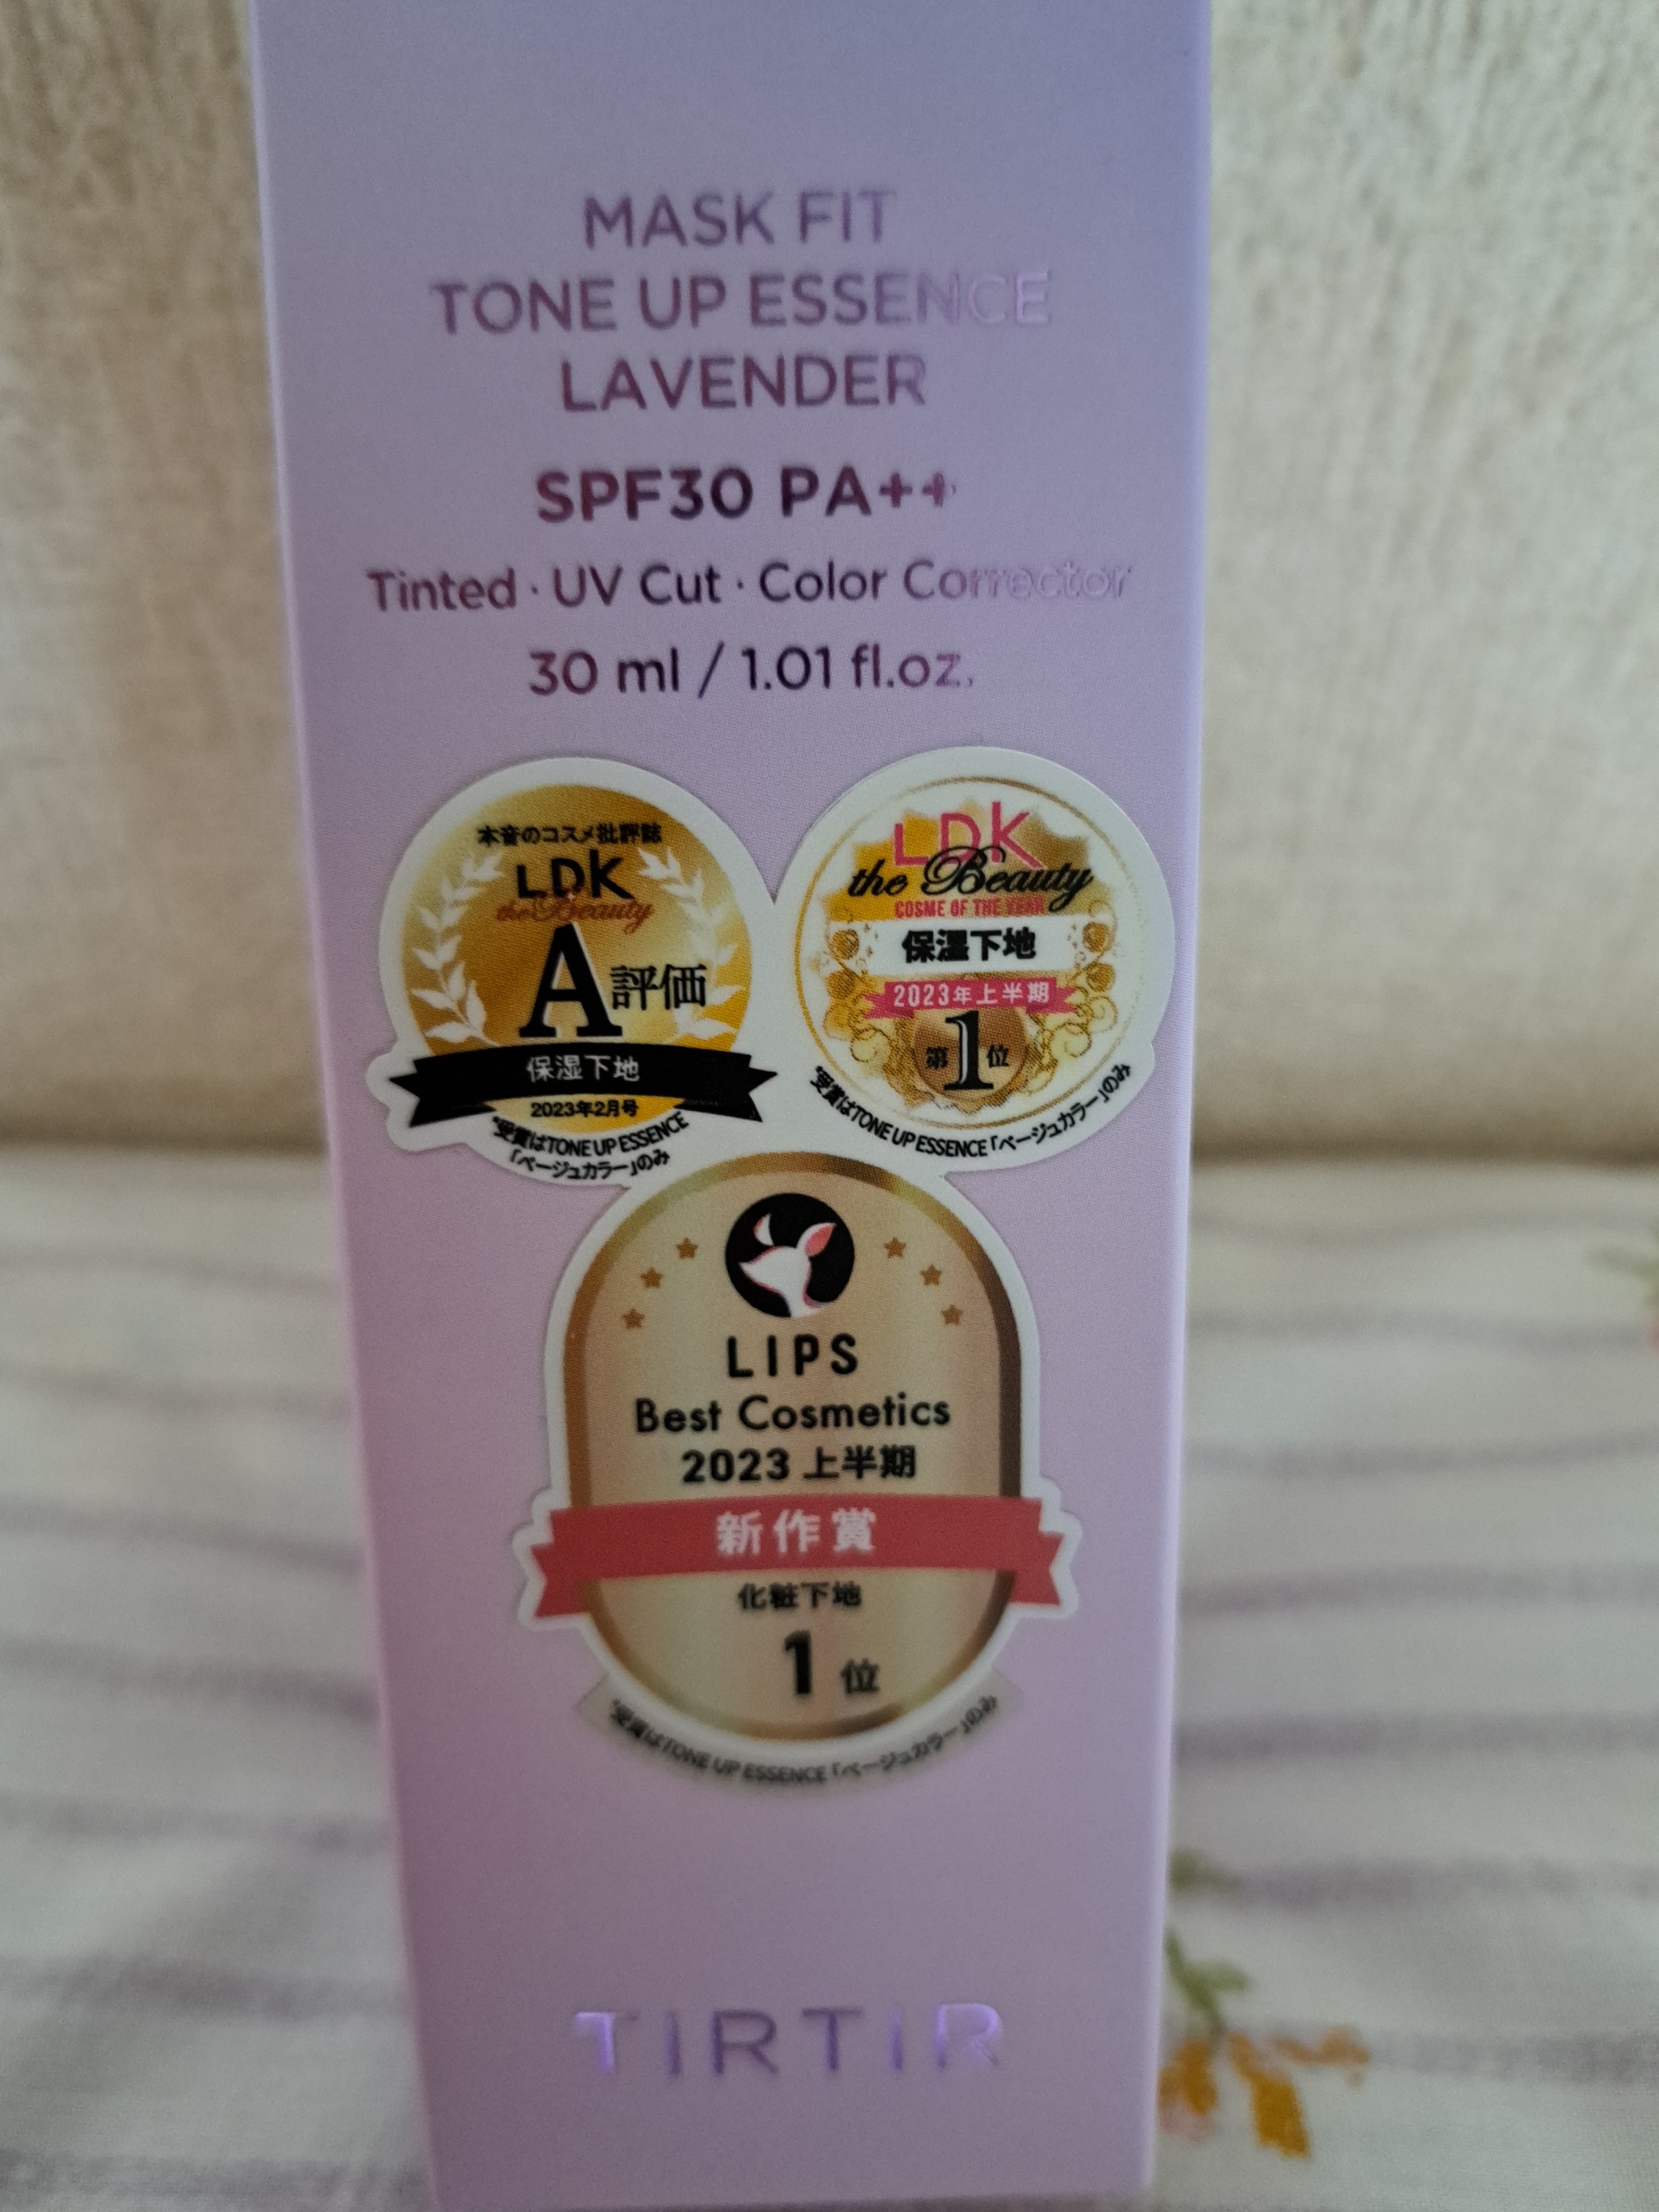 MASK FIT
TONE UP ESSENCE
LAVENDER
SPF30 PA++
Tinted · UV Cut · Color Corrector
30 ml / 1.01 fl.oz.
本音のコスメ批評誌
LDK
the Beauty
A評価
保湿下地
2023年2月号
*受賞はTONE UP ESSENCE
「ベージュカラー」のみ
LDK
the Beauty
COSME OF THE YEAR
保湿下地
2023年上半期
第1位
*受賞はTONE UP ESSENCE「ベージュカラー」のみ
LIPS
Best Cosmetics
2023 上半期
新作賞
化粧下地
1 位
*受賞はTONE UP ESSENCE「ベージュカラー」のみ
TIRTIR